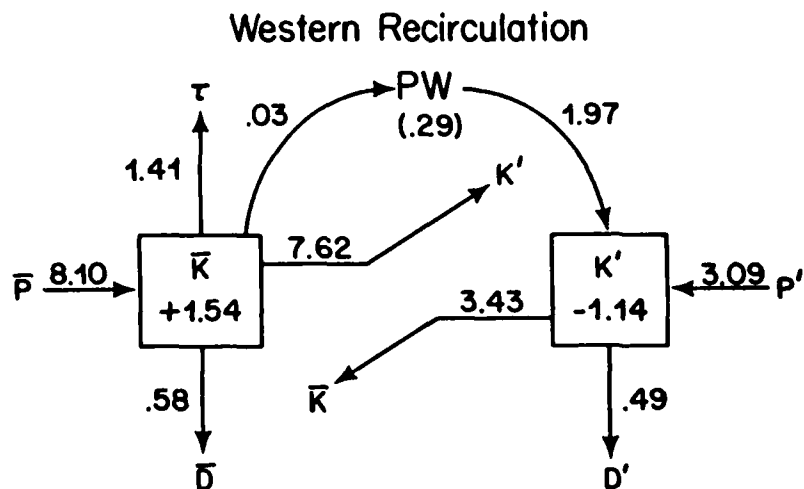 Western Recirculation
τ
PW
(.29)
.03
1.97
1.41
K′
K̅
+1.54
7.62
P̅
8.10
K′
-1.14
3.09
P′
3.43
K̅
.58
.49
D̅
D′